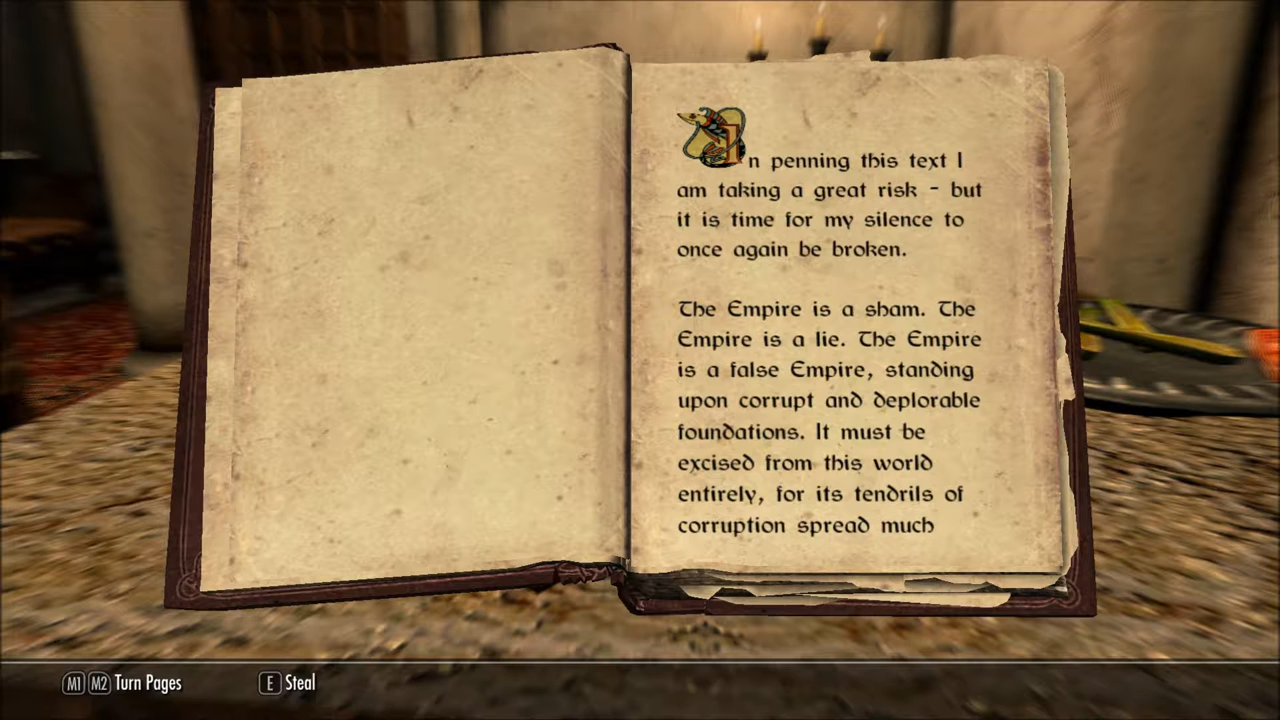 In penning this text I
am taking a great risk - but
it is time for my silence to
once again be broken.
The Empire is a sham. The
Empire is a lie. The Empire
is a false Empire, standing
upon corrupt and deplorable
foundations. It must be
excised from this world
entirely, for its tendrils of
corruption spread much
M1 M2 Turn Pages E Steal